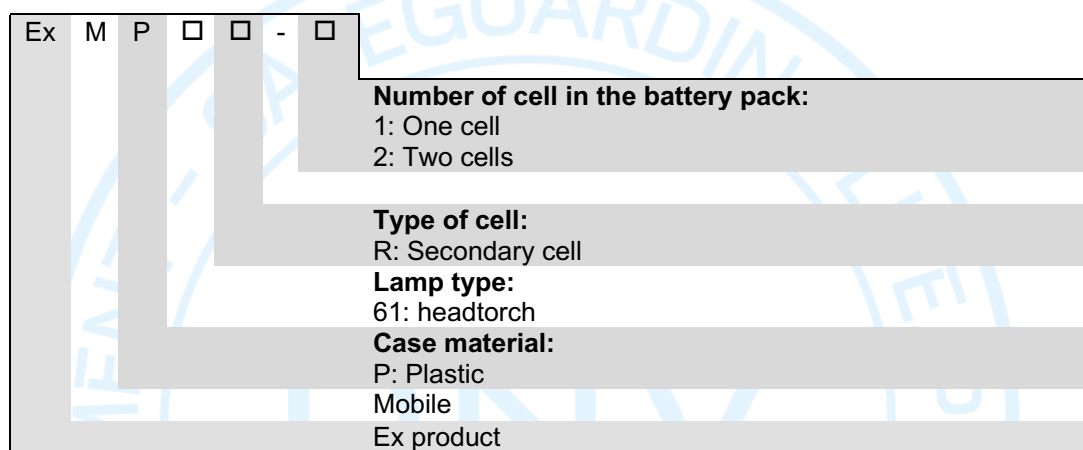 Ex M P ☐ ☐ - ☐
Number of cell in the battery pack:
1: One cell
2: Two cells
Type of cell:
R: Secondary cell
Lamp type:
61: headtorch
Case material:
P: Plastic
Mobile
Ex product